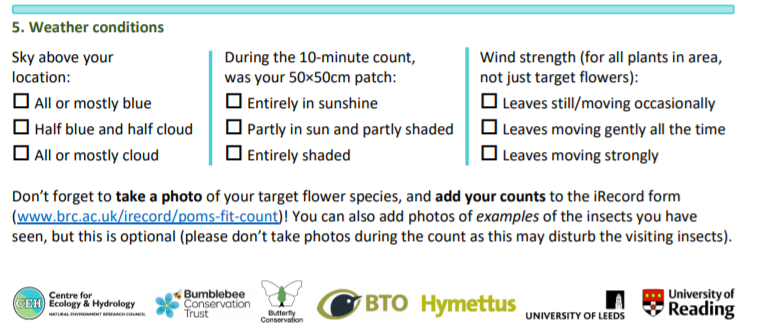 5. Weather conditions
Sky above your
location:
All or mostly blue
Half blue and half cloud
All or mostly cloud
During the 10-minute count,
was your 50×50cm patch:
Entirely in sunshine
Partly in sun and partly shaded
Entirely shaded
Wind strength (for all plants in area,
not just target flowers):
Leaves still/moving occasionally
Leaves moving gently all the time
Leaves moving strongly
Don’t forget to take a photo of your target flower species, and add your counts to the iRecord form
(www.brc.ac.uk/irecord/poms-fit-count)! You can also add photos of examples of the insects you have
seen, but this is optional (please don’t take photos during the count as this may disturb the visiting insects).
CEH
Centre for
Ecology & Hydrology
NATURAL ENVIRONMENT RESEARCH COUNCIL
Bumblebee
Conservation
Trust
Butterfly
Conservation
BTO
Hymettus
UNIVERSITY OF LEEDS
University of
Reading